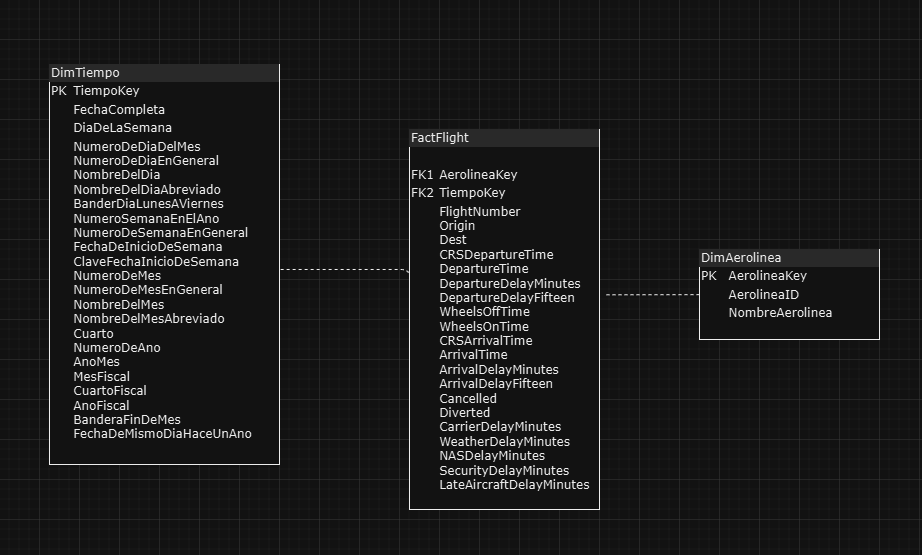 DimTiempo
PK TiempoKey
FechaCompleta
DiaDeLaSemana
NumeroDeDiaDelMes
NumeroDeDiaEnGeneral
NombreDelDia
NombreDelDiaAbreviado
BanderDiaLunesAViernes
NumeroSemanaEnElAno
NumeroDeSemanaEnGeneral
FechaDeInicioDeSemana
ClaveFechaInicioDeSemana
NumeroDeMes
NumeroDeMesEnGeneral
NombreDelMes
NombreDelMesAbreviado
Cuarto
NumeroDeAno
AnoMes
MesFiscal
CuartoFiscal
AnoFiscal
BanderaFinDeMes
FechaDeMismoDiaHaceUnAno
FactFlight
FK1 AerolineaKey
FK2 TiempoKey
FlightNumber
Origin
Dest
CRSDepartureTime
DepartureTime
DepartureDelayMinutes
DepartureDelayFifteen
WheelsOffTime
WheelsOnTime
CRSArrivalTime
ArrivalTime
ArrivalDelayMinutes
ArrivalDelayFifteen
Cancelled
Diverted
CarrierDelayMinutes
WeatherDelayMinutes
NASDelayMinutes
SecurityDelayMinutes
LateAircraftDelayMinutes
DimAerolinea
PK AerolineaKey
AerolineaID
NombreAerolinea